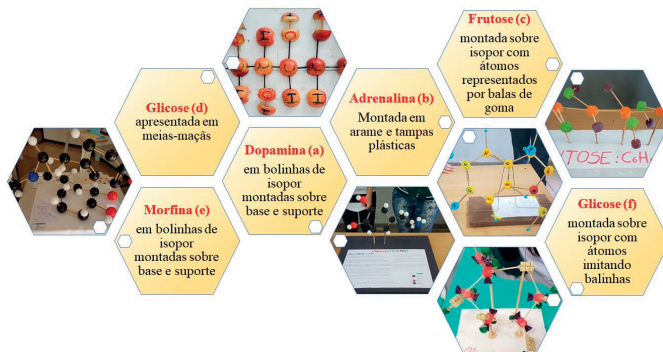 Glicose (d)
apresentada em
meias-maçãs
Morfina (e)
em bolinhas de
isopor
montadas sobre
base e suporte
Dopamina (a)
em bolinhas de
isopor
montadas sobre
base e suporte
Adrenalina (b)
Montada em
arame e tampas
plásticas
Frutose (c)
montada sobre
isopor com
átomos
representados
por balas de
goma
TOSE: C6H
Glicose (f)
montada sobre
isopor com
átomos
imitando
balinhas